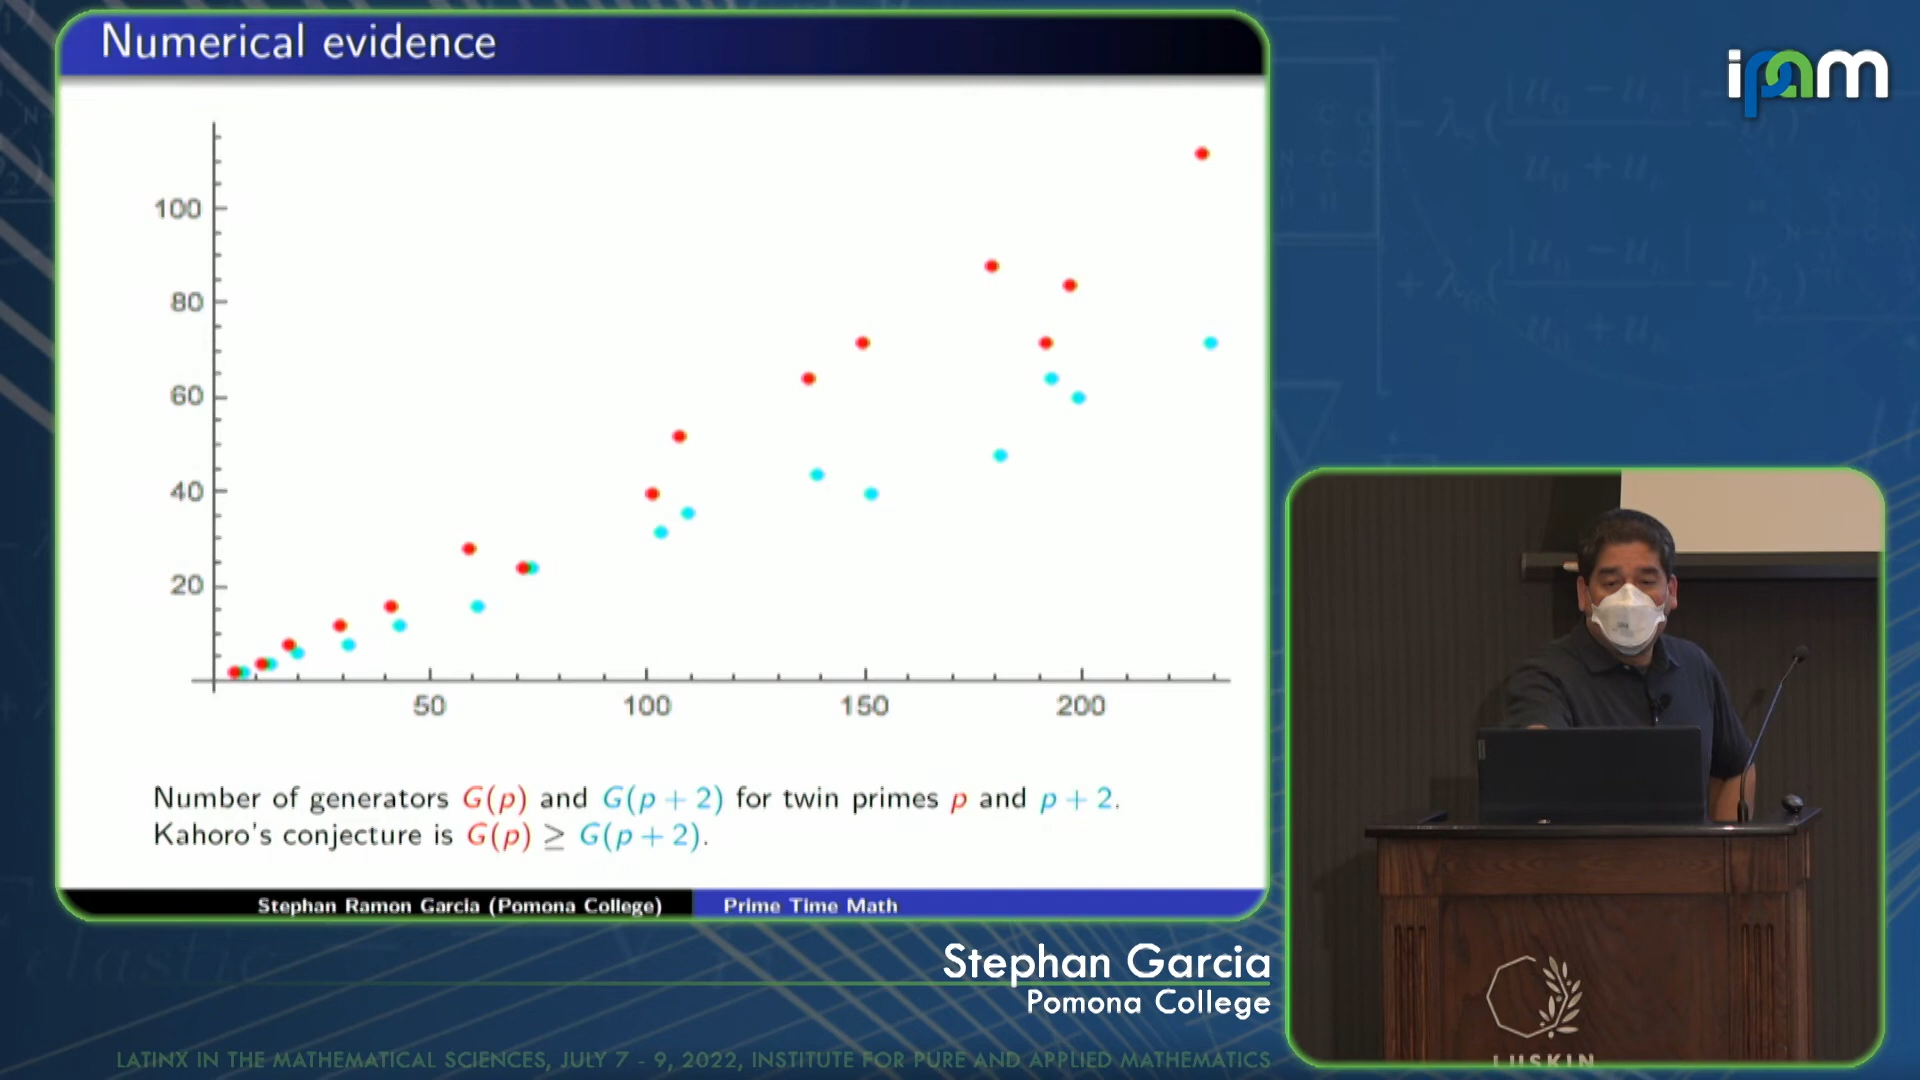 Numerical evidence
ipam
100
80
60
40
20
50 100 150 200
Number of generators G(p) and G(p + 2) for twin primes p and p + 2.
Kahoro's conjecture is G(p) ≥ G(p + 2).
Stephan Ramon Garcia (Pomona College) Prime Time Math
Stephan Garcia
Pomona College
LATINX IN THE MATHEMATICAL SCIENCES, JULY 7 - 9, 2022, INSTITUTE FOR PURE AND APPLIED MATHEMATICS
LUSKIN